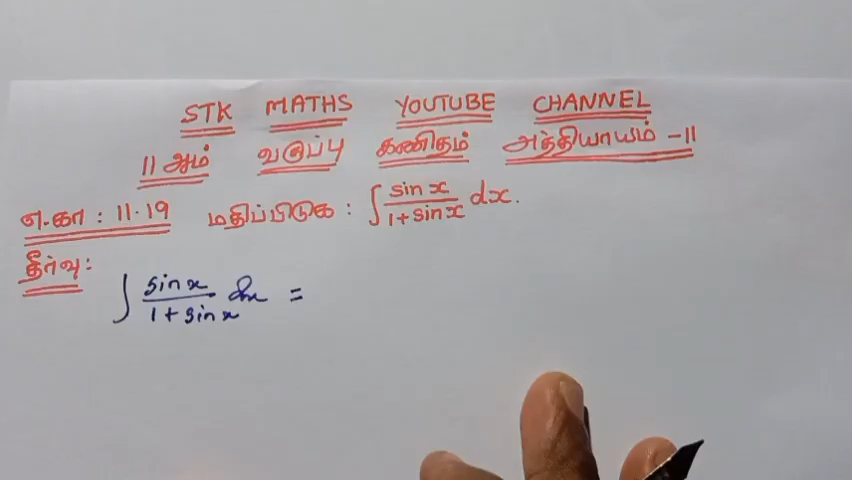 STK MATHS YOUTUBE CHANNEL
11 ஆம் வகுப்பு கணிதம் அத்தியாயம் - 11
எ.கா : 11.19 மதிப்பிடுக : ∫ sin x / 1 + sin x dx.
தீர்வு :
∫ sin x / 1 + sin x dx =